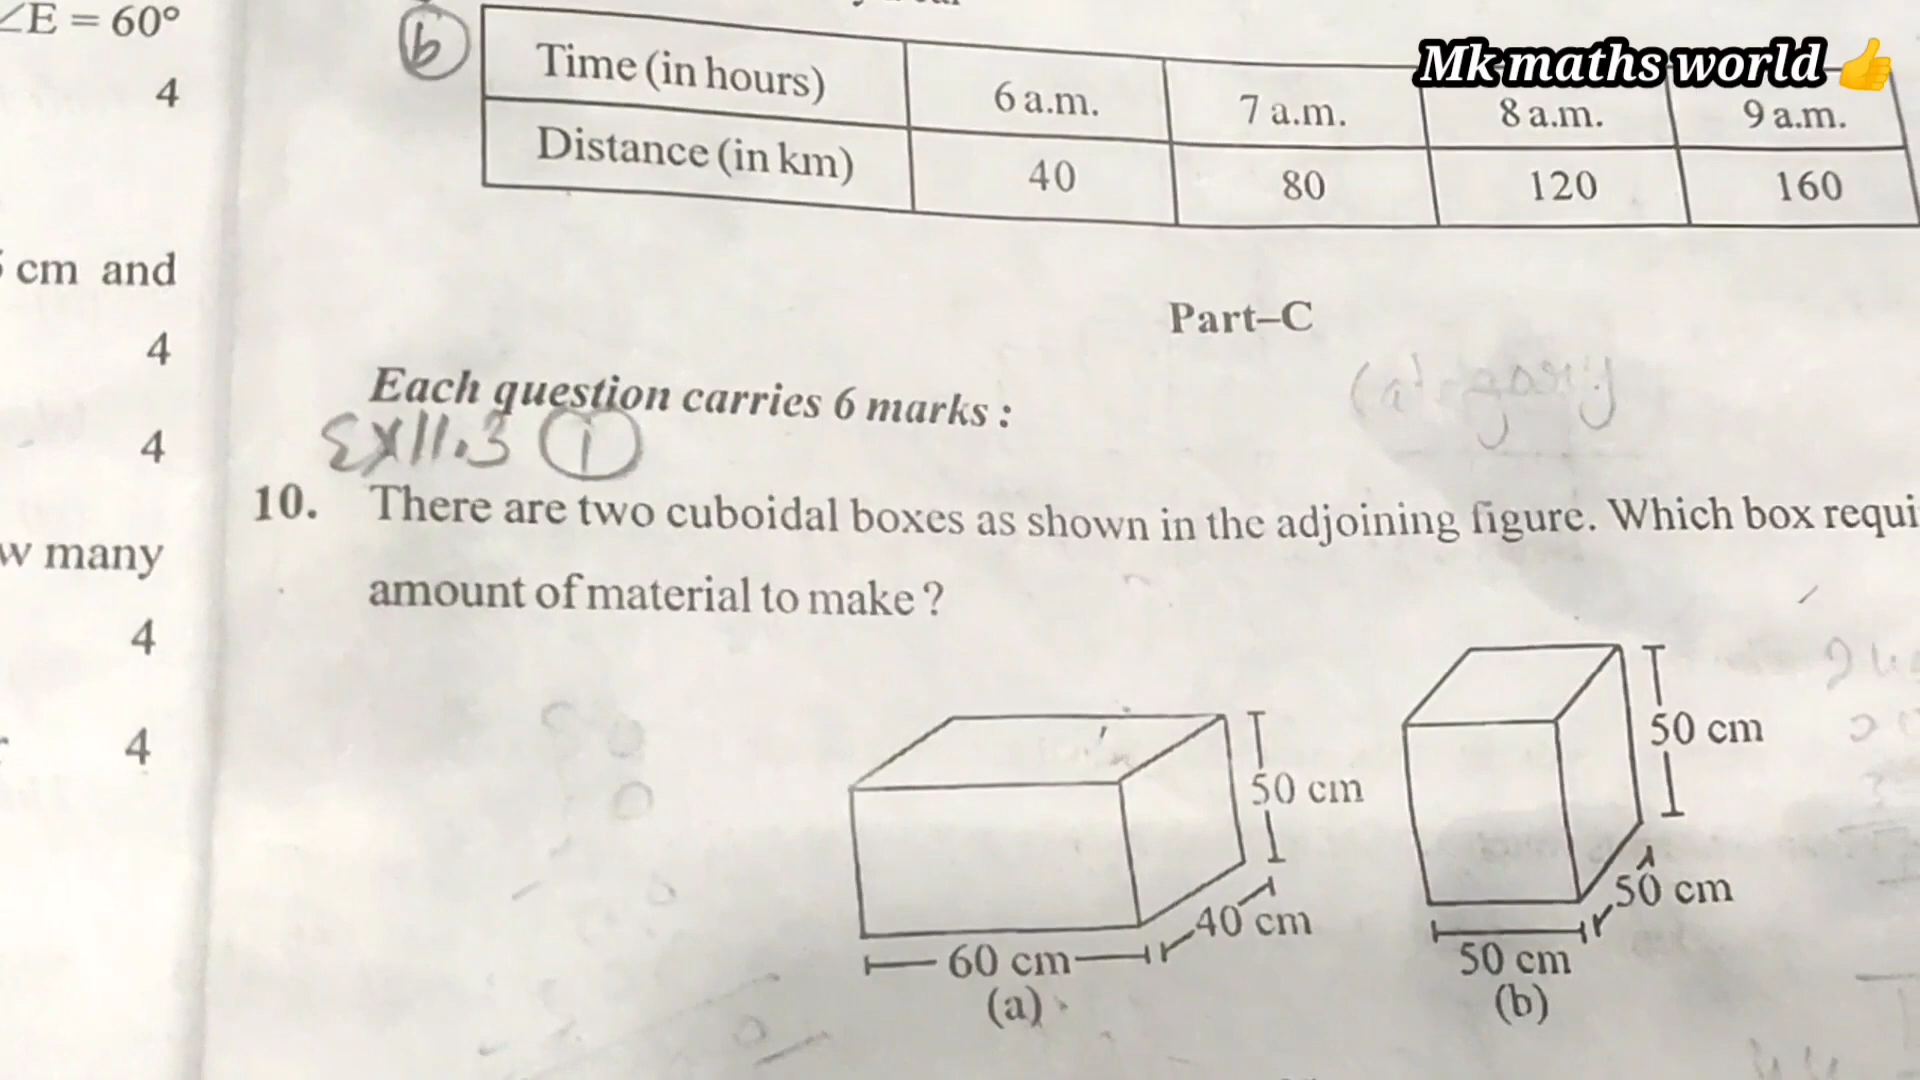 ∠E = 60°
4
cm and
4
4
w many
4
4
(b)
Mk maths world 👍
Time (in hours) 6 a.m. 7 a.m. 8 a.m. 9 a.m.
Distance (in km) 40 80 120 160
Part–C
Each question carries 6 marks :
Ex 11.3 (1)
10. There are two cuboidal boxes as shown in the adjoining figure. Which box requi
amount of material to make ?
50 cm
40 cm
60 cm
(a)
50 cm
50 cm
50 cm
(b)